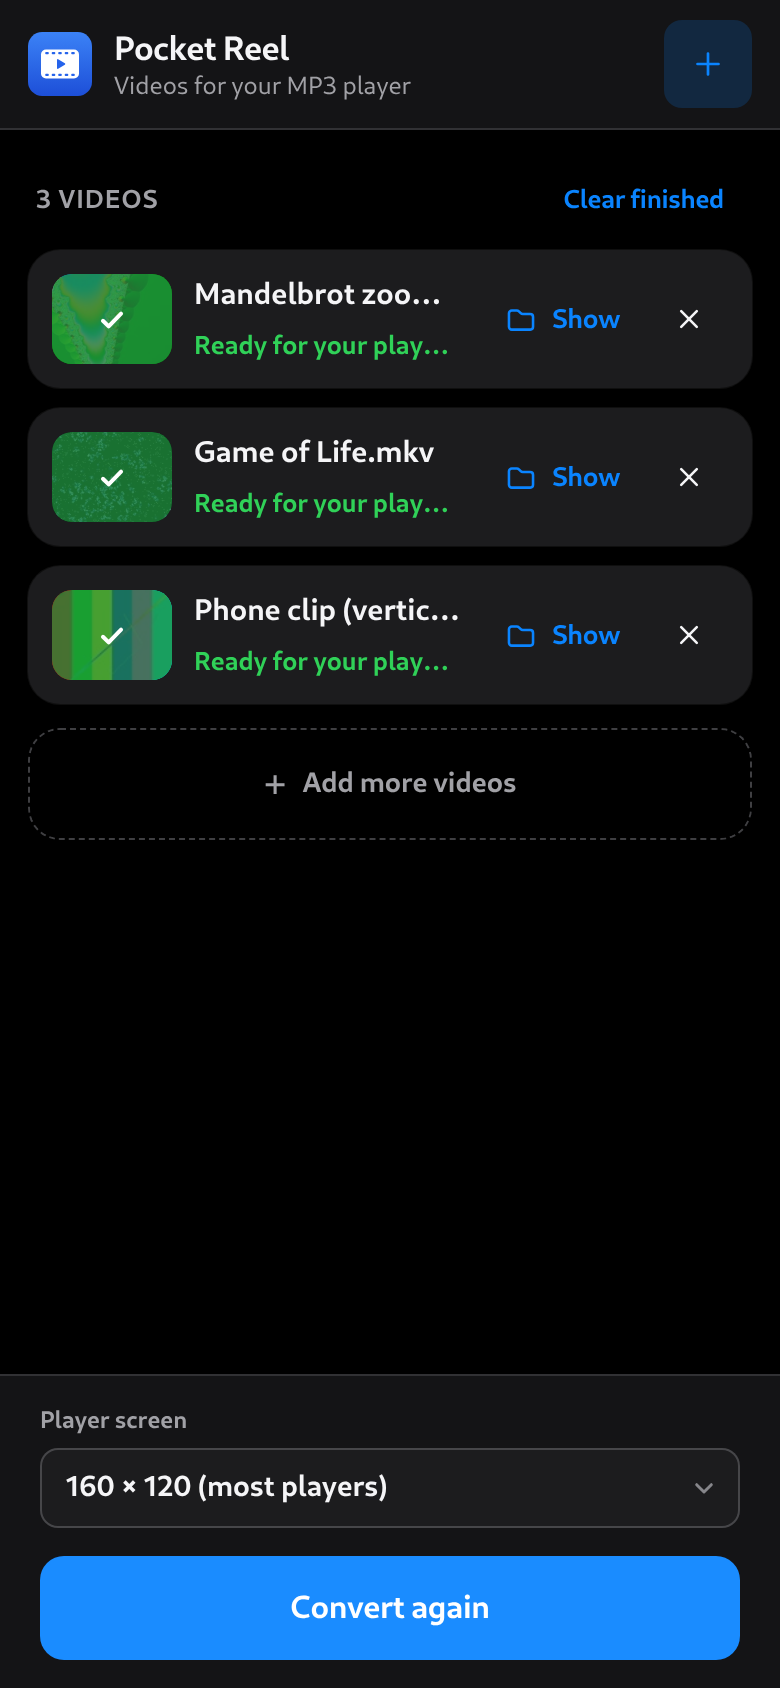 Pocket Reel
Videos for your MP3 player
3 VIDEOS
Clear finished
Mandelbrot zoo...
Ready for your play...
Show
Game of Life.mkv
Ready for your play...
Show
Phone clip (vertic...
Ready for your play...
Show
Add more videos
Player screen
160 × 120 (most players)
Convert again